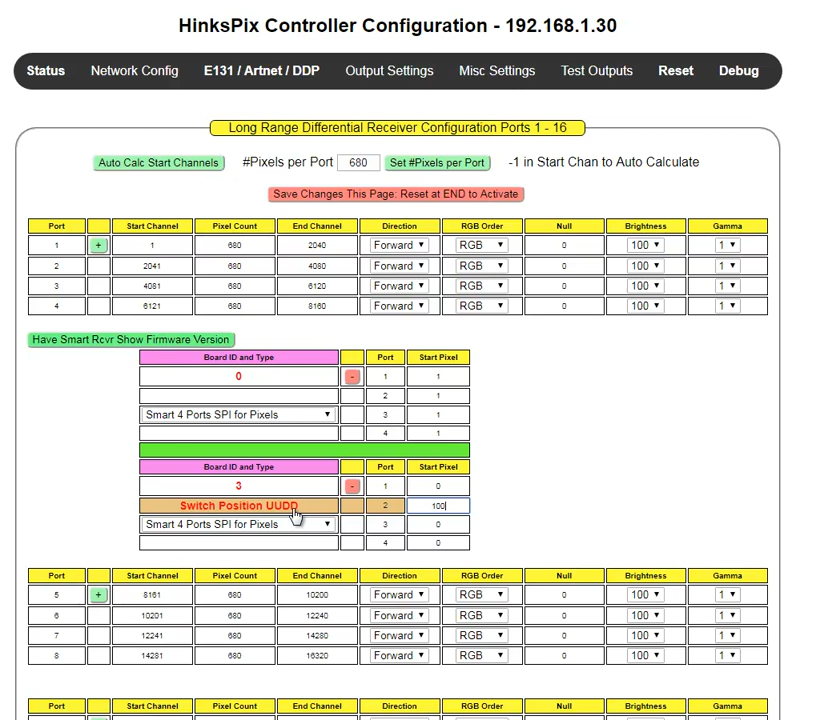 HinksPix Controller Configuration - 192.168.1.30
Status Network Config E131 / Artnet / DDP Output Settings Misc Settings Test Outputs Reset Debug
Long Range Differential Receiver Configuration Ports 1 - 16
Auto Calc Start Channels #Pixels per Port 680 Set #Pixels per Port -1 in Start Chan to Auto Calculate
Save Changes This Page: Reset at END to Activate
Port Start Channel Pixel Count End Channel Direction RGB Order Null Brightness Gamma
1 + 1 680 2040 Forward RGB 0 100 1
2 2041 680 4080 Forward RGB 0 100 1
3 4081 680 6120 Forward RGB 0 100 1
4 6121 680 8160 Forward RGB 0 100 1
Have Smart Rcvr Show Firmware Version
Board ID and Type Port Start Pixel
0 - 1 1
2 1
Smart 4 Ports SPI for Pixels 3 1
4 1
Board ID and Type Port Start Pixel
3 - 1 0
Switch Position UUDD 2 100
Smart 4 Ports SPI for Pixels 3 0
4 0
Port Start Channel Pixel Count End Channel Direction RGB Order Null Brightness Gamma
5 + 8161 680 10200 Forward RGB 0 100 1
6 10201 680 12240 Forward RGB 0 100 1
7 12241 680 14280 Forward RGB 0 100 1
8 14281 680 16320 Forward RGB 0 100 1
Port Start Channel Pixel Count End Channel Direction RGB Order Null Brightness Gamma